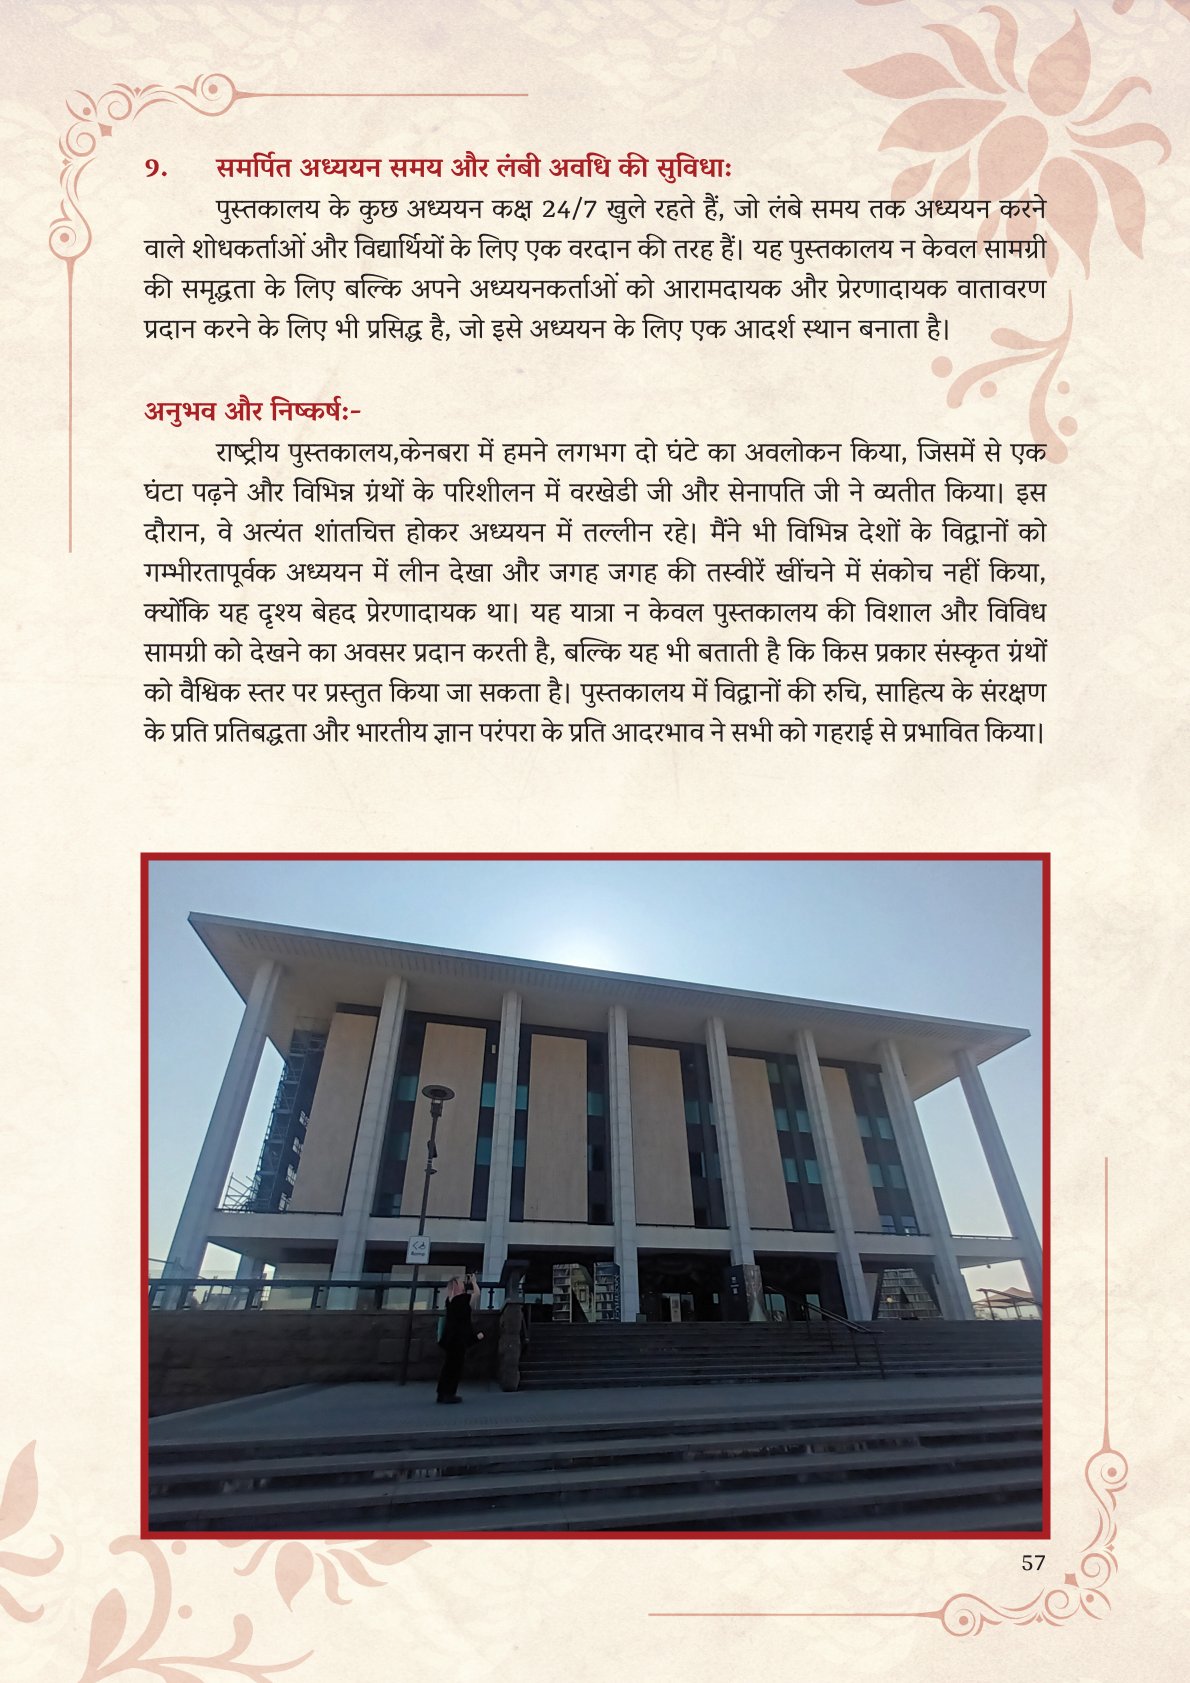 9. समर्पित अध्ययन समय और लंबी अवधि की सुविधा:
पुस्तकालय के कुछ अध्ययन कक्ष 24/7 खुले रहते हैं, जो लंबे समय तक अध्ययन करने
वाले शोधकर्ताओं और विद्यार्थियों के लिए एक वरदान की तरह हैं। यह पुस्तकालय न केवल सामग्री
की समृद्धता के लिए बल्कि अपने अध्ययनकर्ताओं को आरामदायक और प्रेरणादायक वातावरण
प्रदान करने के लिए भी प्रसिद्ध है, जो इसे अध्ययन के लिए एक आदर्श स्थान बनाता है।
अनुभव और निष्कर्ष:-
राष्ट्रीय पुस्तकालय,केनबरा में हमने लगभग दो घंटे का अवलोकन किया, जिसमें से एक
घंटा पढ़ने और विभिन्न ग्रंथों के परिशीलन में वरखेडी जी और सेनापति जी ने व्यतीत किया। इस
दौरान, वे अत्यंत शांतचित्त होकर अध्ययन में तल्लीन रहे। मैंने भी विभिन्न देशों के विद्वानों को
गम्भीरतापूर्वक अध्ययन में लीन देखा और जगह जगह की तस्वीरें खींचने में संकोच नहीं किया,
क्योंकि यह दृश्य बेहद प्रेरणादायक था। यह यात्रा न केवल पुस्तकालय की विशाल और विविध
सामग्री को देखने का अवसर प्रदान करती है, बल्कि यह भी बताती है कि किस प्रकार संस्कृत ग्रंथों
को वैश्विक स्तर पर प्रस्तुत किया जा सकता है। पुस्तकालय में विद्वानों की रुचि, साहित्य के संरक्षण
के प्रति प्रतिबद्धता और भारतीय ज्ञान परंपरा के प्रति आदरभाव ने सभी को गहराई से प्रभावित किया।
Ramp
57